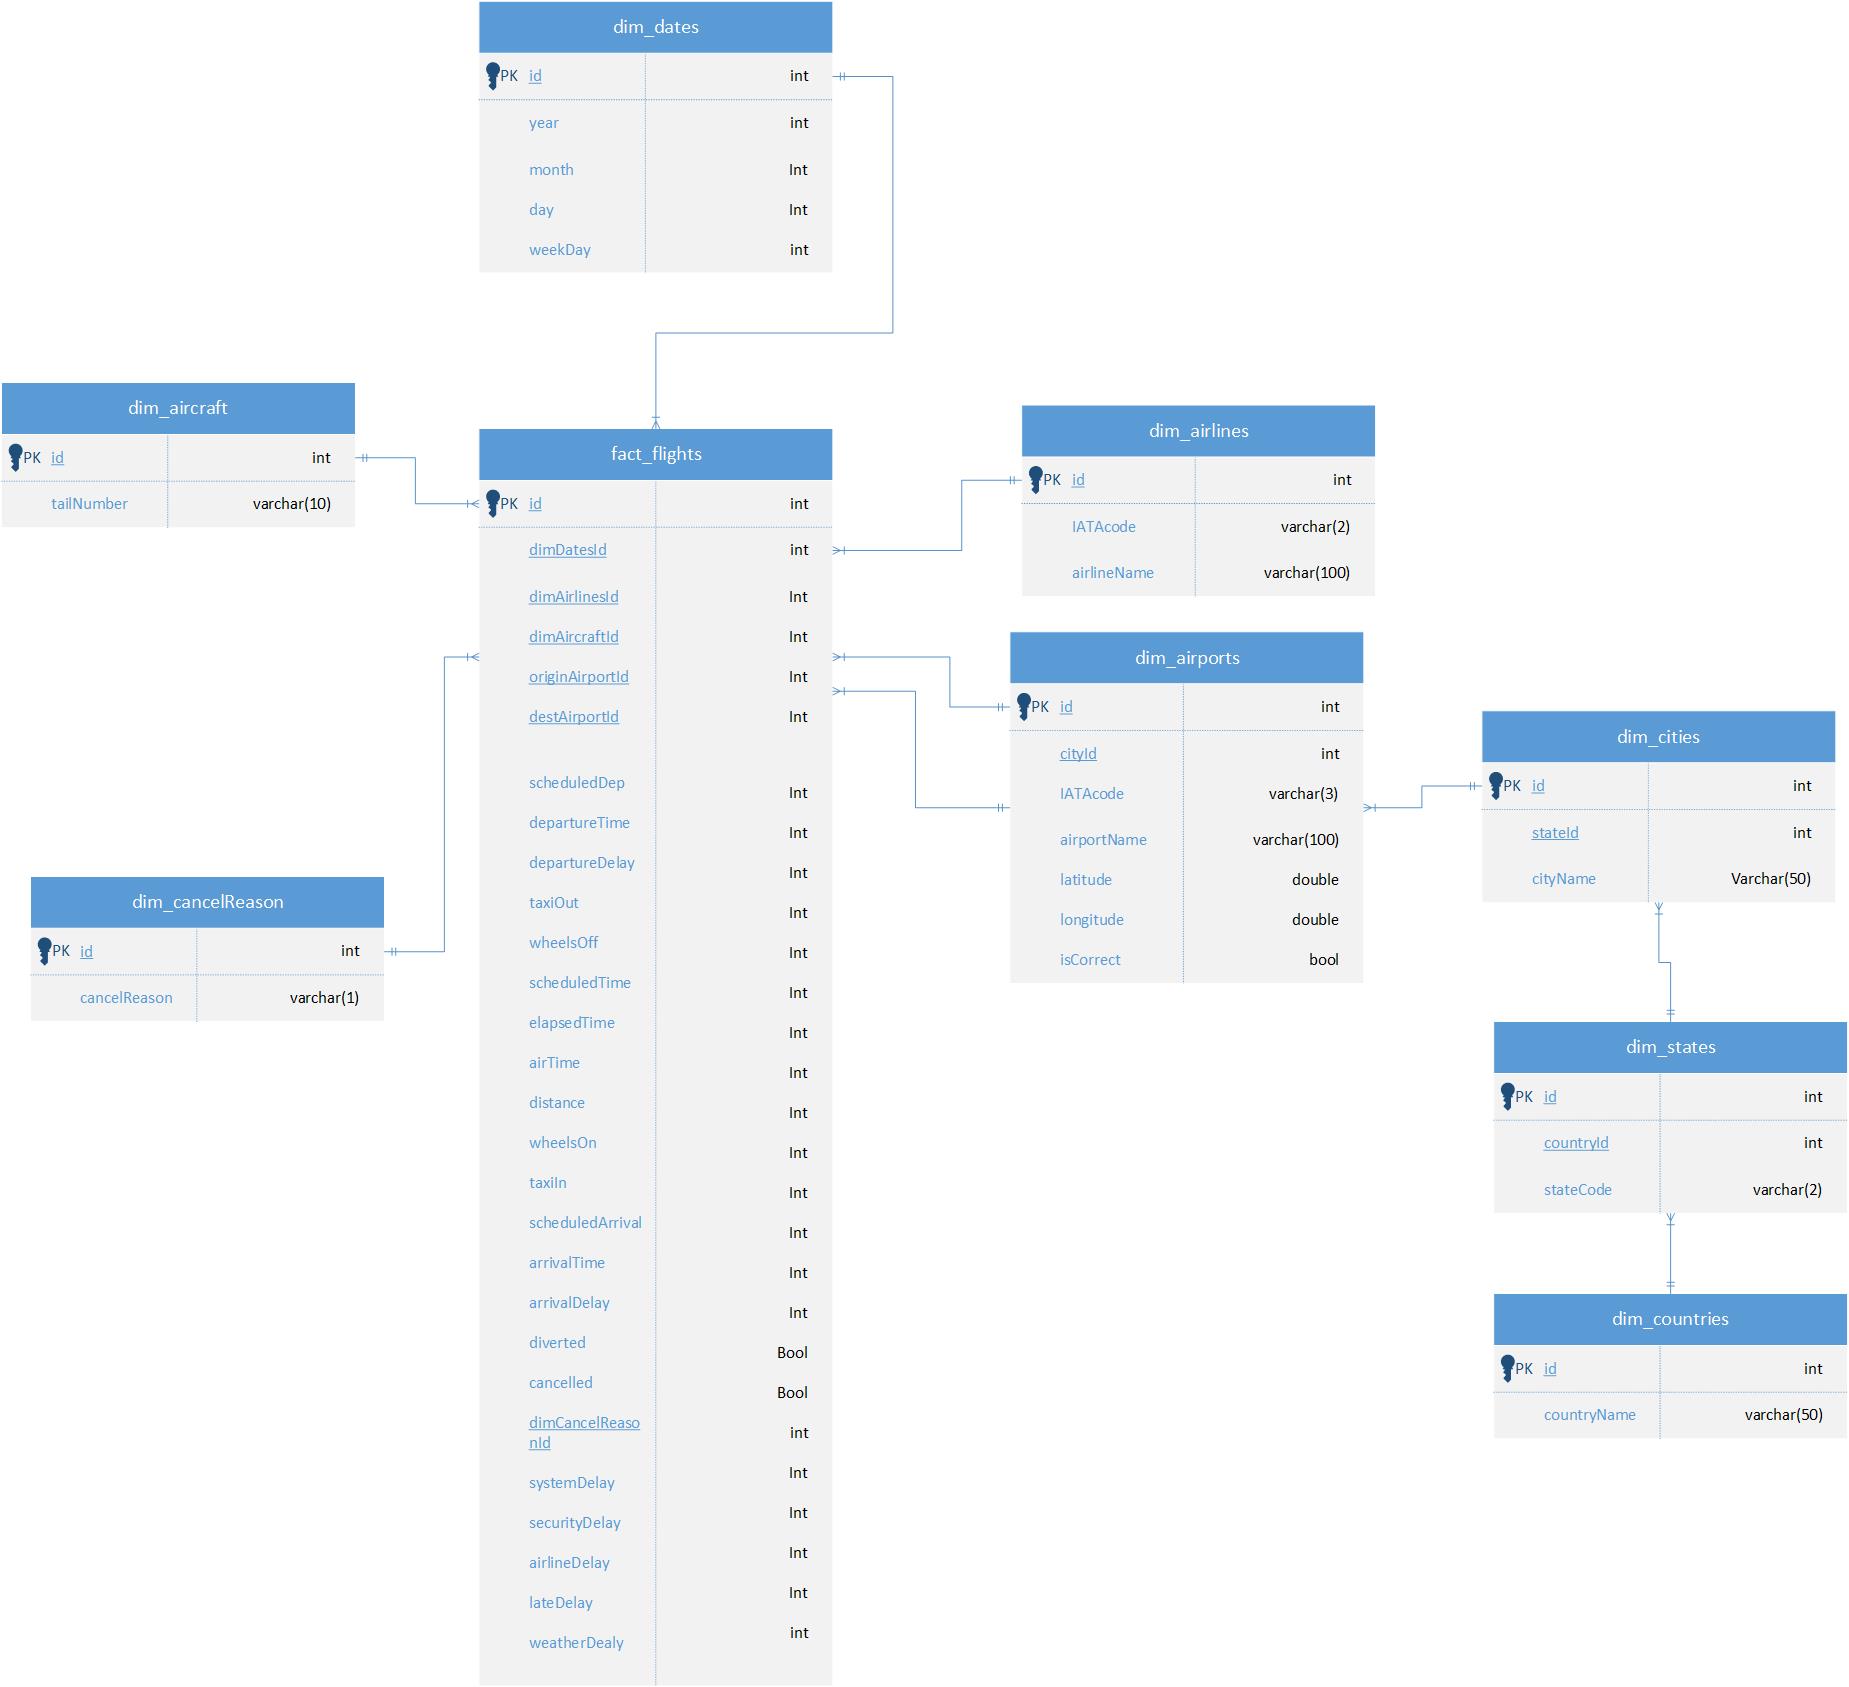 dim_dates
PK id int
year int
month Int
day Int
weekDay int
dim_aircraft
PK id int
tailNumber varchar(10)
fact_flights
PK id int
dimDatesId int
dimAirlinesId Int
dimAircraftId Int
originAirportId Int
destAirportId Int
scheduledDep Int
departureTime Int
departureDelay Int
taxiOut Int
wheelsOff Int
scheduledTime Int
elapsedTime Int
airTime Int
distance Int
wheelsOn Int
taxiIn Int
scheduledArrival Int
arrivalTime Int
arrivalDelay Int
diverted Bool
cancelled Bool
dimCancelReaso
nId int
systemDelay Int
securityDelay Int
airlineDelay Int
lateDelay Int
weatherDealy int
dim_airlines
PK id int
IATAcode varchar(2)
airlineName varchar(100)
dim_airports
PK id int
cityId int
IATAcode varchar(3)
airportName varchar(100)
latitude double
longitude double
isCorrect bool
dim_cities
PK id int
stateId int
cityName Varchar(50)
dim_cancelReason
PK id int
cancelReason varchar(1)
dim_states
PK id int
countryId int
stateCode varchar(2)
dim_countries
PK id int
countryName varchar(50)